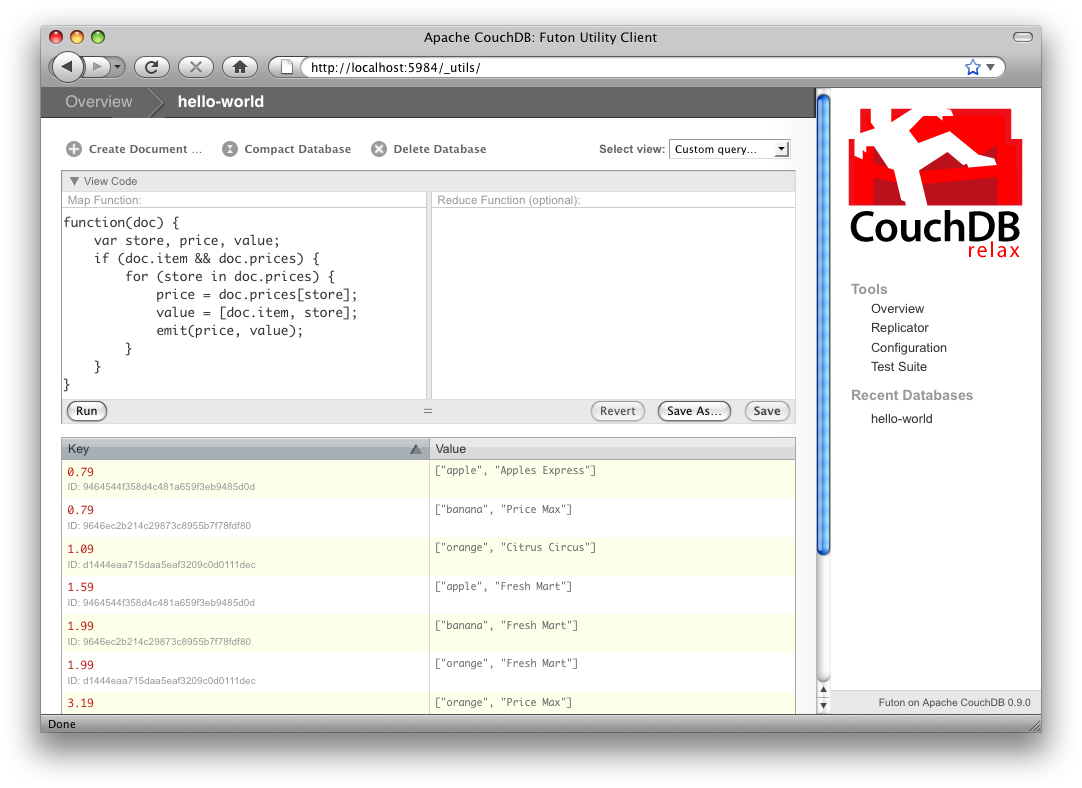 Apache CouchDB: Futon Utility Client
http://localhost:5984/_utils/
Overview hello-world
Create Document ... Compact Database Delete Database Select view: Custom query...
View Code
Map Function: Reduce Function (optional):
function(doc) {
    var store, price, value;
    if (doc.item && doc.prices) {
        for (store in doc.prices) {
            price = doc.prices[store];
            value = [doc.item, store];
            emit(price, value);
        }
    }
}
Run = Revert Save As... Save
Key Value
0.79 ["apple", "Apples Express"]
ID: 9464544f358d4c481a659f3eb9485d0d
0.79 ["banana", "Price Max"]
ID: 9646ec2b214c29873c8955b7f78fdf80
1.09 ["orange", "Citrus Circus"]
ID: d1444eaa715daa5eaf3209c0d0111dec
1.59 ["apple", "Fresh Mart"]
ID: 9464544f358d4c481a659f3eb9485d0d
1.99 ["banana", "Fresh Mart"]
ID: 9646ec2b214c29873c8955b7f78fdf80
1.99 ["orange", "Fresh Mart"]
ID: d1444eaa715daa5eaf3209c0d0111dec
3.19 ["orange", "Price Max"]
CouchDB
relax
Tools
Overview
Replicator
Configuration
Test Suite
Recent Databases
hello-world
Futon on Apache CouchDB 0.9.0
Done